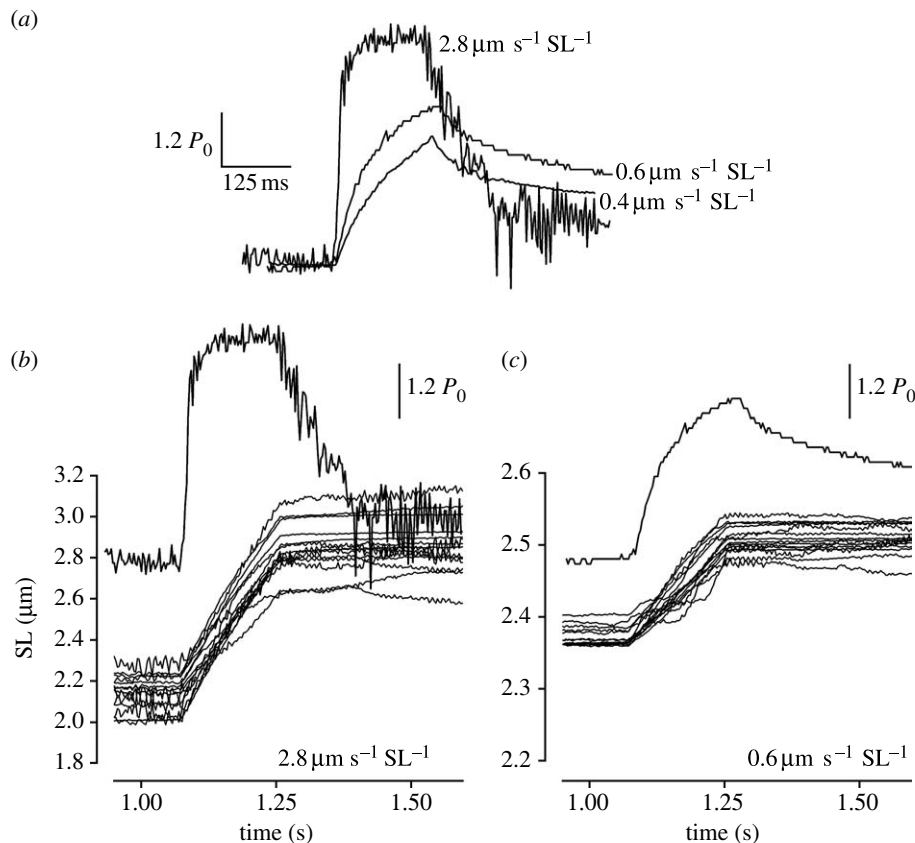 (a)
2.8 µm s⁻¹ SL⁻¹
1.2 P₀
125 ms
0.6 µm s⁻¹ SL⁻¹
0.4 µm s⁻¹ SL⁻¹
(b)
1.2 P₀
3.2
3.0
2.8
2.6
2.4
2.2
2.0
1.8
SL (µm)
2.8 µm s⁻¹ SL⁻¹
1.00
1.25
1.50
time (s)
(c)
1.2 P₀
2.6
2.5
2.4
2.3
2.2
0.6 µm s⁻¹ SL⁻¹
1.00
1.25
1.50
time (s)